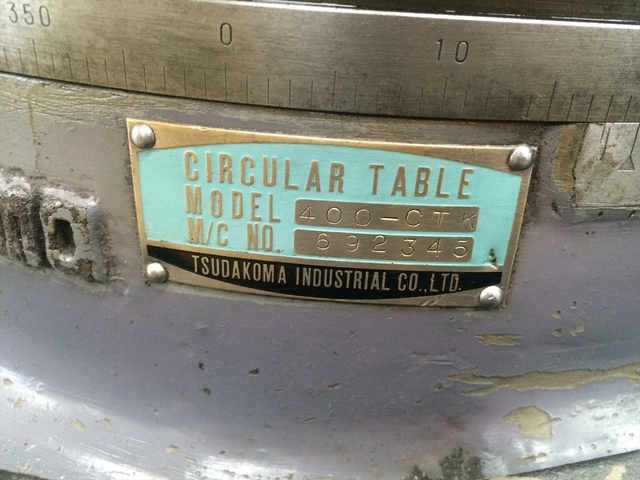 350 0 10
CIRCULAR TABLE
MODEL 400-CTK
M/C NO. 692345
TSUDAKOMA INDUSTRIAL CO.,LTD.